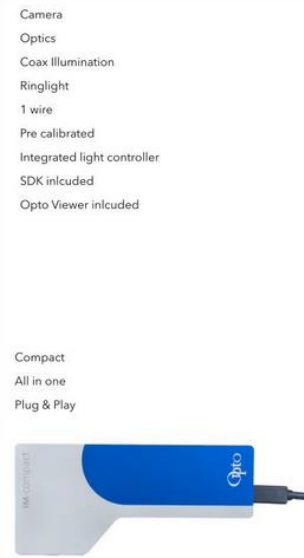 Camera
Optics
Coax Illumination
Ringlight
1 wire
Pre calibrated
Integrated light controller
SDK inlcuded
Opto Viewer inlcuded
Compact
All in one
Plug & Play
IM compact
Opto